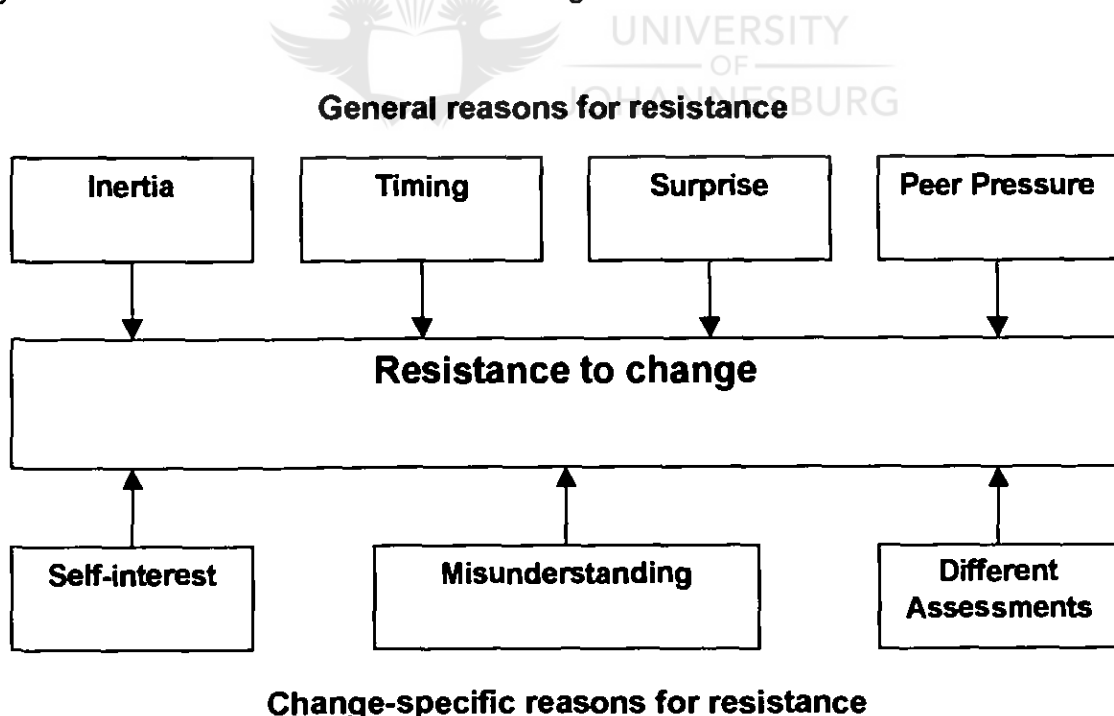 UNIVERSITY
OF
JOHANNESBURG
General reasons for resistance
Inertia
Timing
Surprise
Peer Pressure
Resistance to change
Self-interest
Misunderstanding
Different
Assessments
Change-specific reasons for resistance